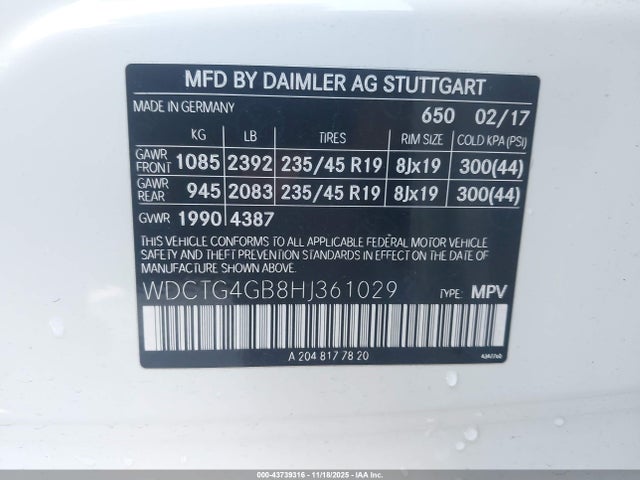 MFD BY DAIMLER AG STUTTGART
MADE IN GERMANY 650 02/17
KG LB TIRES RIM SIZE COLD KPA(PSI)
GAWR FRONT 1085 2392 235/45 R19 8Jx19 300(44)
GAWR REAR 945 2083 235/45 R19 8Jx19 300(44)
GVWR 1990 4387
THIS VEHICLE CONFORMS TO ALL APPLICABLE FEDERAL MOTOR VEHICLE
SAFETY AND THEFT PREVENTION STANDARDS IN EFFECT ON THE DATE
OF MANUFACTURE SHOWN ABOVE.
WDCTG4GB8HJ361029 TYPE: MPV
A 204 817 78 20
000-43739316 - 11/18/2025 - IAAI.COM